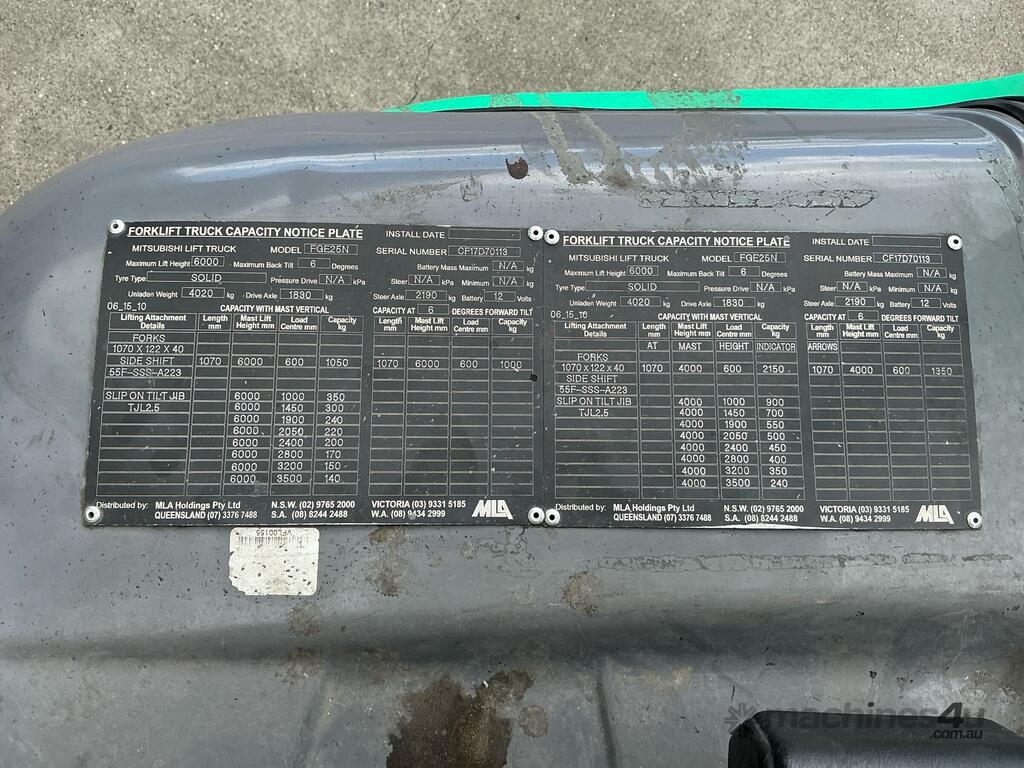 FORKLIFT TRUCK CAPACITY NOTICE PLATE INSTALL DATE
MITSUBISHI LIFT TRUCK MODEL FGE25N SERIAL NUMBER CF17D70113
Maximum Lift Height 6000 Maximum Back Tilt 6 Degrees Battery Mass Maximum N/A kg
Tyre Type SOLID Pressure Drive N/A kPa Steer N/A kPa Minimum N/A kg
Unladen Weight 4020 kg Drive Axle 1830 kg Steer Axle 2190 kg Battery 12 Volts
06_15_10 CAPACITY WITH MAST VERTICAL CAPACITY AT 6 DEGREES FORWARD TILT
Lifting Attachment Details Length mm Mast Lift Height mm Load Centre mm Capacity kg Length mm Mast Lift Height mm Load Centre mm Capacity kg
FORKS
1070 X 122 X 40
SIDE SHIFT 1070 6000 600 1050 1070 6000 600 1000
55F-SSS-A223
SLIP ON TILT JIB 6000 1000 350
TJL2.5 6000 1450 300
6000 1900 240
6000 2050 220
6000 2400 200
6000 2800 170
6000 3200 150
6000 3500 140
Distributed by: MLA Holdings Pty Ltd N.S.W. (02) 9765 2000 VICTORIA (03) 9331 5185 MLA
QUEENSLAND (07) 3376 7488 S.A. (08) 8244 2488 W.A. (08) 9434 2999
FORKLIFT TRUCK CAPACITY NOTICE PLATE INSTALL DATE
MITSUBISHI LIFT TRUCK MODEL FGE25N SERIAL NUMBER CF17D70113
Maximum Lift Height 6000 Maximum Back Tilt 6 Degrees Battery Mass Maximum N/A kg
Tyre Type SOLID Pressure Drive N/A kPa Steer N/A kPa Minimum N/A kg
Unladen Weight 4020 kg Drive Axle 1830 kg Steer Axle 2190 kg Battery 12 Volts
06_15_10 CAPACITY WITH MAST VERTICAL CAPACITY AT 6 DEGREES FORWARD TILT
Lifting Attachment Details Length mm Mast Lift Height mm Load Centre mm Capacity kg Length mm Mast Lift Height mm Load Centre mm Capacity kg
AT MAST HEIGHT INDICATOR ARROWS
FORKS
1070 x 122 x 40 1070 4000 600 2150 1070 4000 600 1350
SIDE SHIFT
55F-SSS-A223
SLIP ON TILT JIB 4000 1000 900
TJL2.5 4000 1450 700
4000 1900 550
4000 2050 500
4000 2400 450
4000 2800 400
4000 3200 350
4000 3500 240
Distributed by: MLA Holdings Pty Ltd N.S.W. (02) 9765 2000 VICTORIA (03) 9331 5185 MLA
QUEENSLAND (07) 3376 7488 S.A. (08) 8244 2488 W.A. (08) 9434 2999
VFL00155
machines4u
.com.au